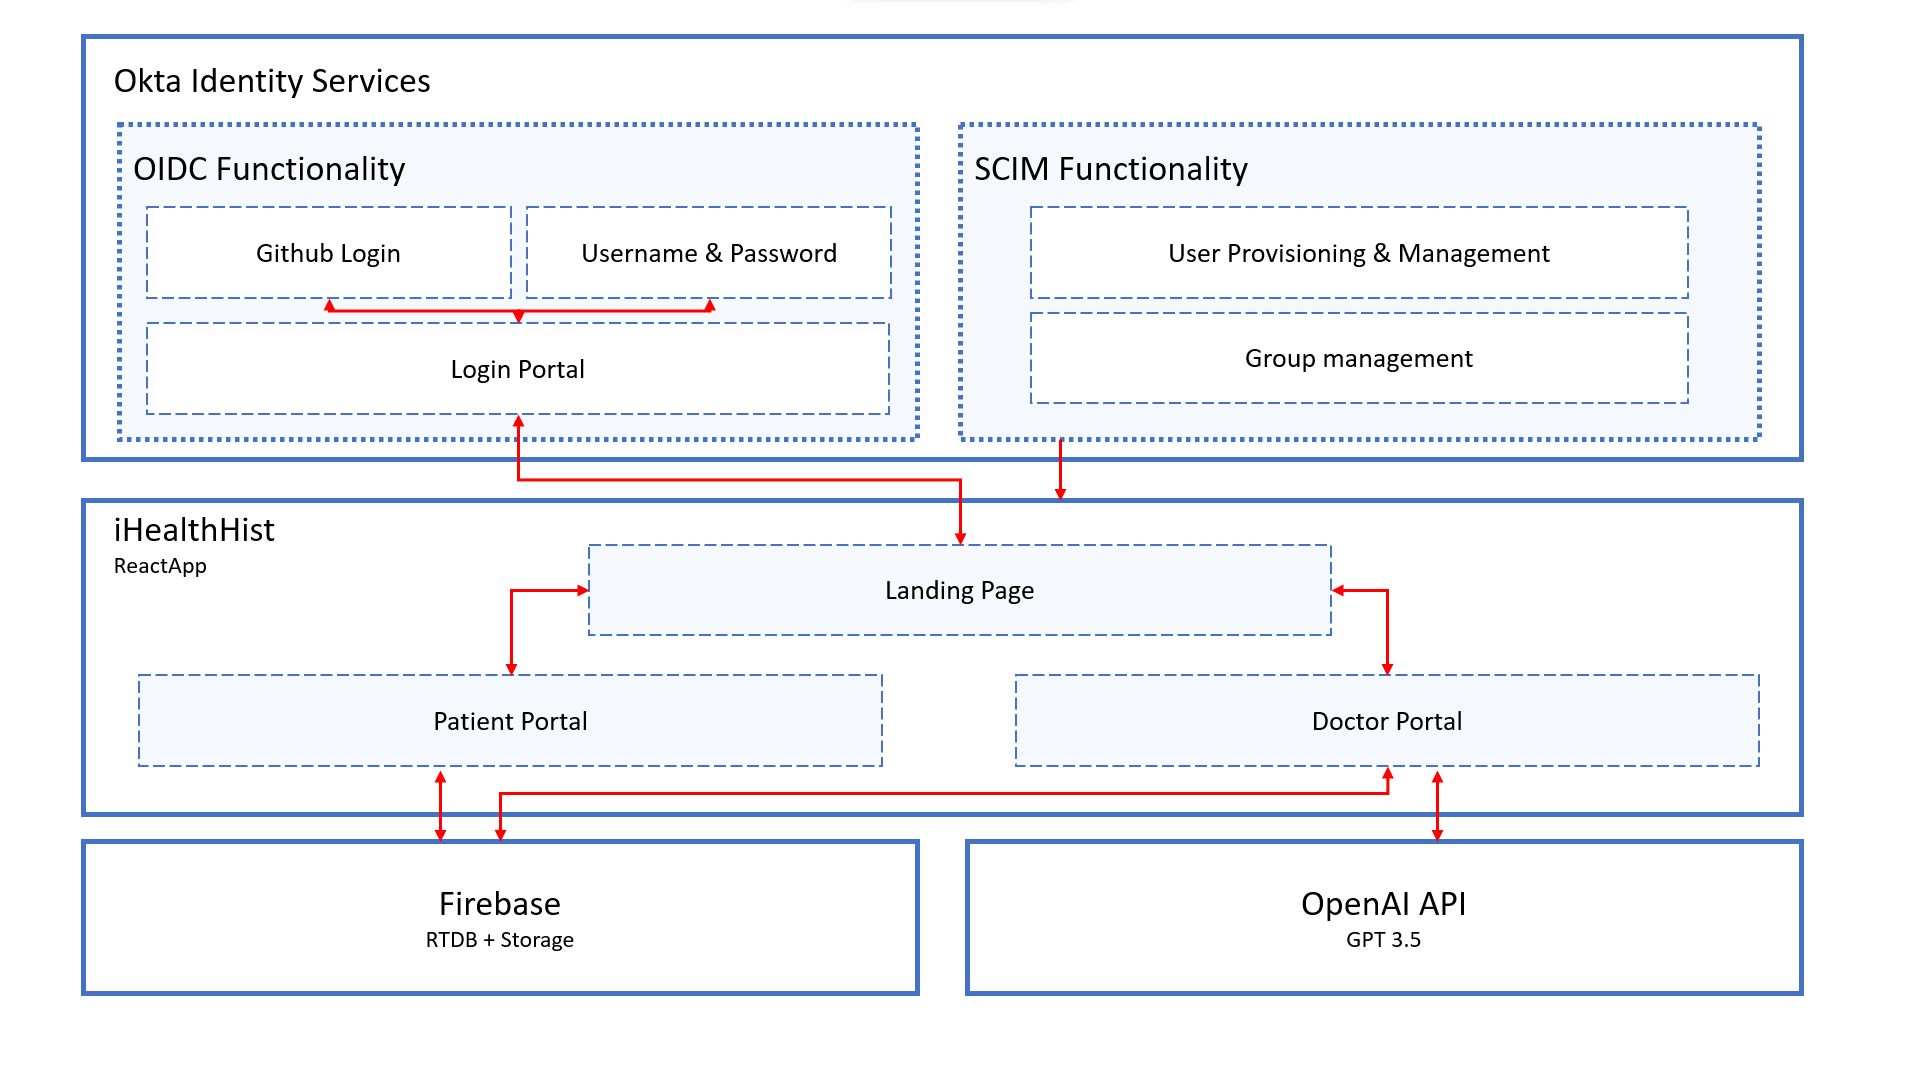 Okta Identity Services
OIDC Functionality
Github Login
Username & Password
Login Portal
SCIM Functionality
User Provisioning & Management
Group management
iHealthHist
ReactApp
Landing Page
Patient Portal
Doctor Portal
Firebase
RTDB + Storage
OpenAI API
GPT 3.5